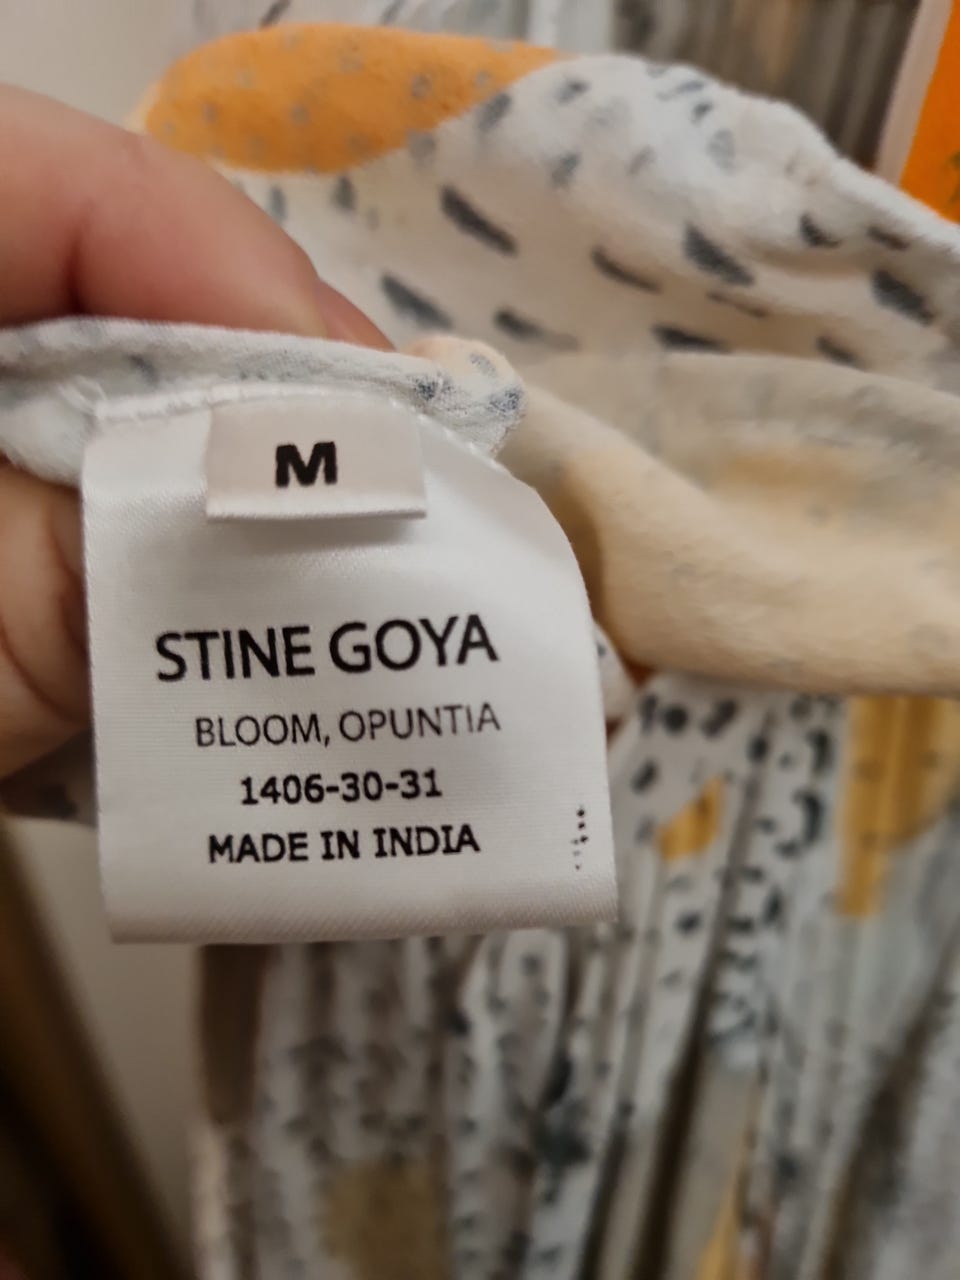 M
STINE GOYA
BLOOM, OPUNTIA
1406-30-31
MADE IN INDIA